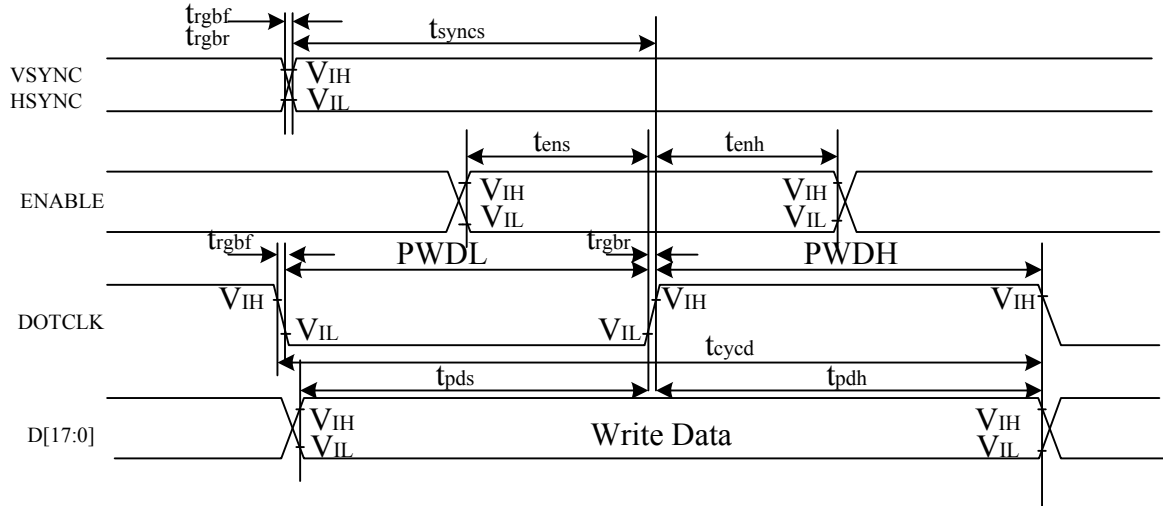 trgbf
trgbr
tsyncs
VSYNC
HSYNC
VIH
VIL
tens
tenh
ENABLE
VIH
VIL
VIH
VIL
trgbf
PWDL
trgbr
PWDH
DOTCLK
VIH
VIL
VIL
VIH
VIH
tcycd
tpds
tpdh
D[17:0]
VIH
VIL
Write Data
VIH
VIL